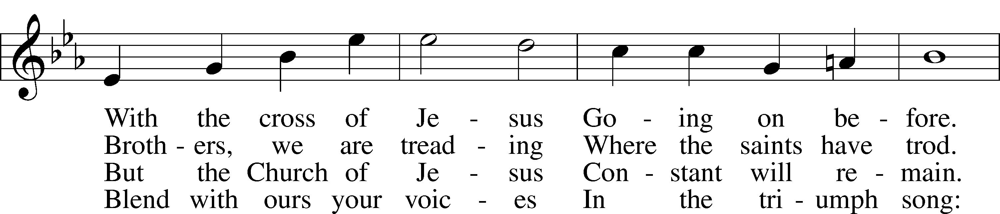 With the cross of Je - sus Go - ing on be - fore.
Broth - ers, we are tread - ing Where the saints have trod.
But the Church of Je - sus Con - stant will re - main.
Blend with ours your voic - es In the tri - umph song: